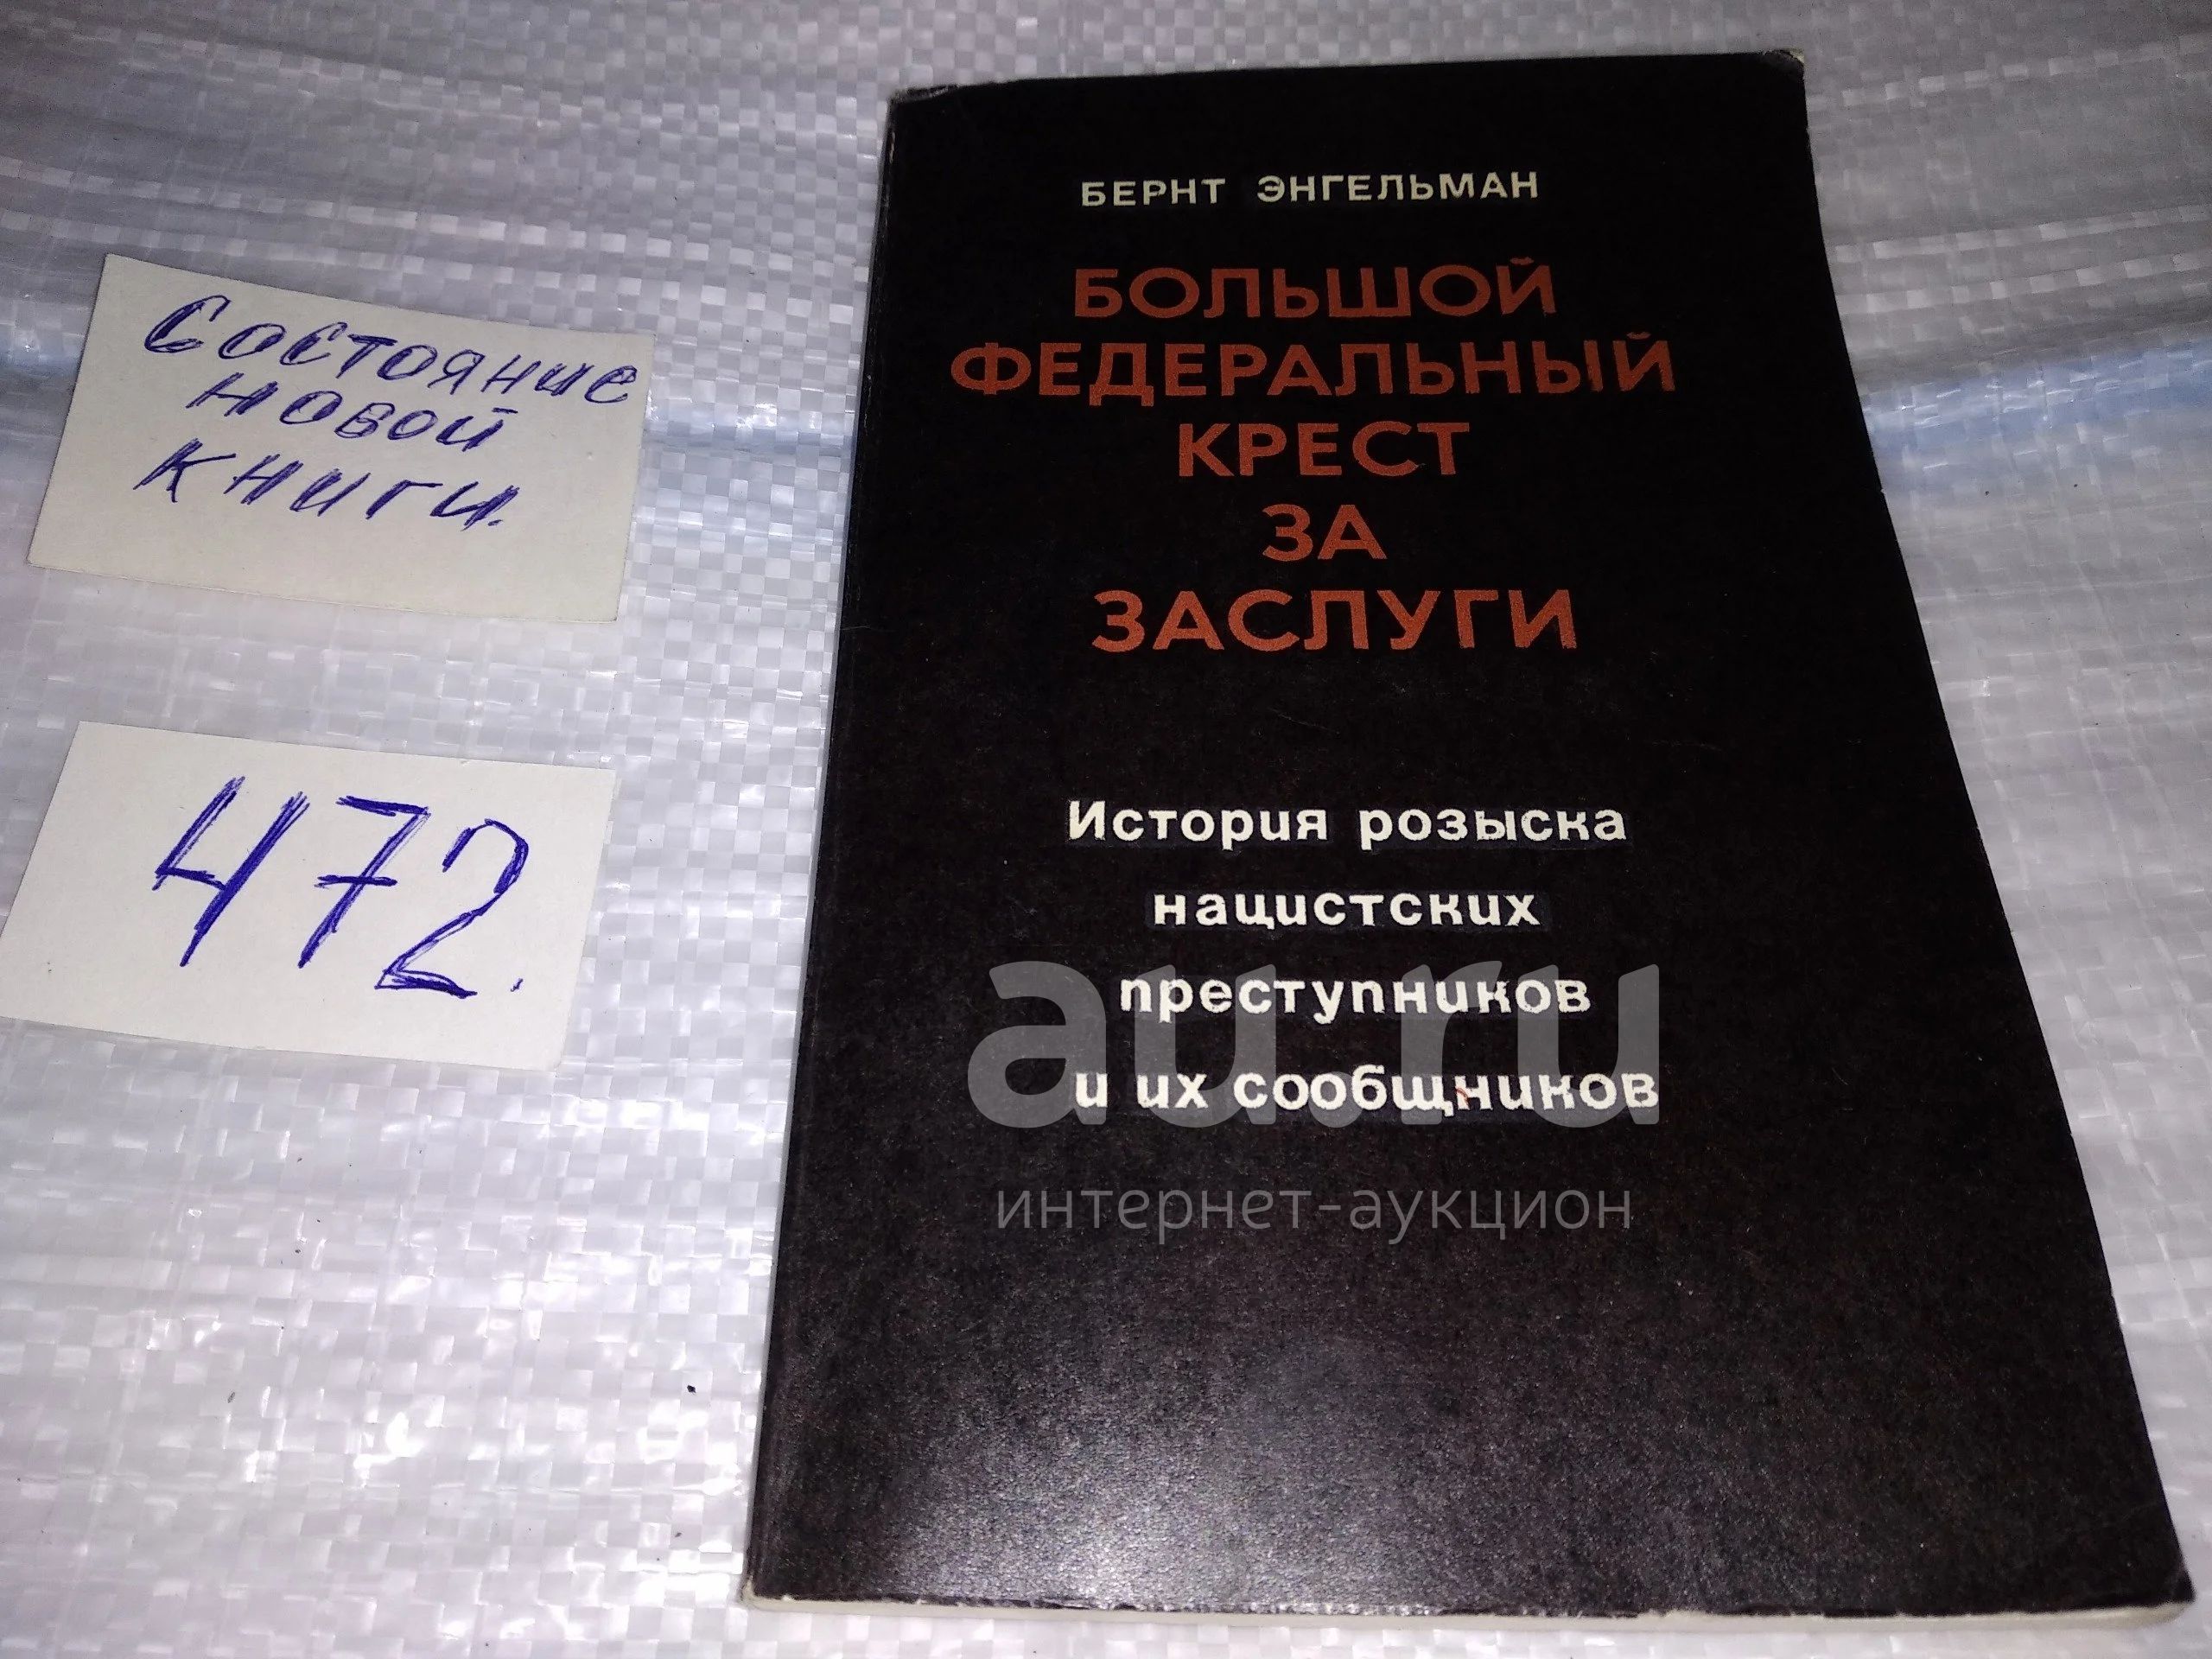 Состояние
новой
книги.
472.
БЕРНТ ЭНГЕЛЬМАН
БОЛЬШОЙ
ФЕДЕРАЛЬНЫЙ
КРЕСТ
ЗА
ЗАСЛУГИ
История розыска
нацистских
преступников
и их сообщников
au.ru
интернет-аукцион